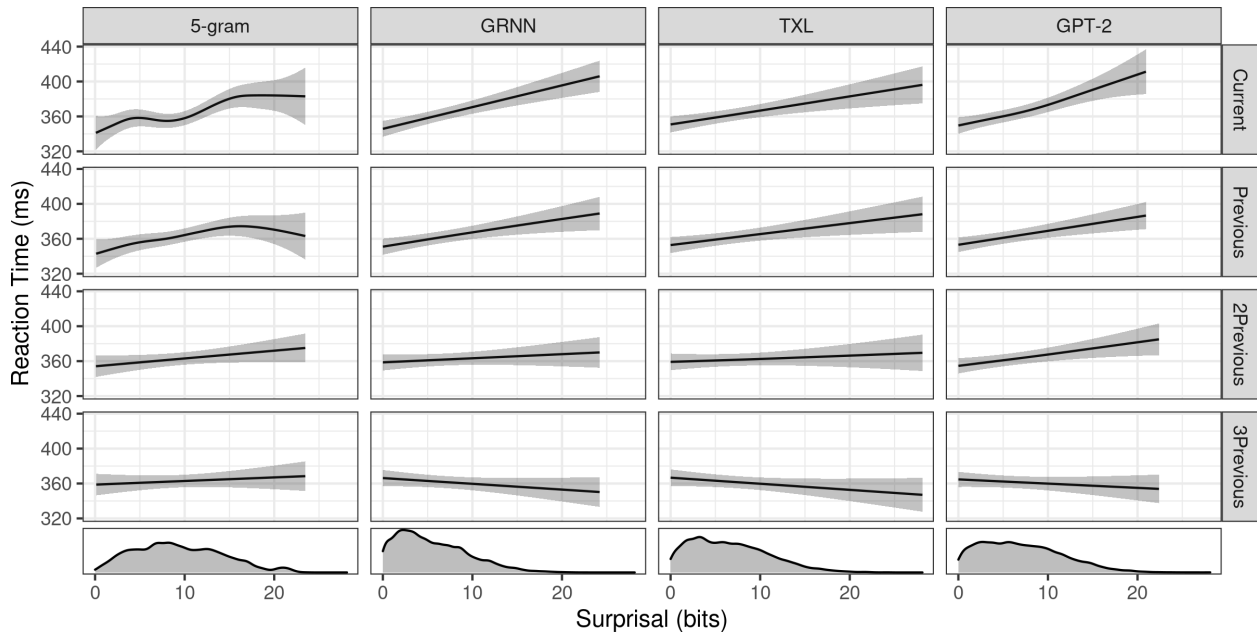 5-gram GRNN TXL GPT-2
Reaction Time (ms)
440
400
360
320
Current
440
400
360
320
Previous
440
400
360
320
2Previous
440
400
360
320
3Previous
0 10 20 0 10 20 0 10 20 0 10 20
Surprisal (bits)